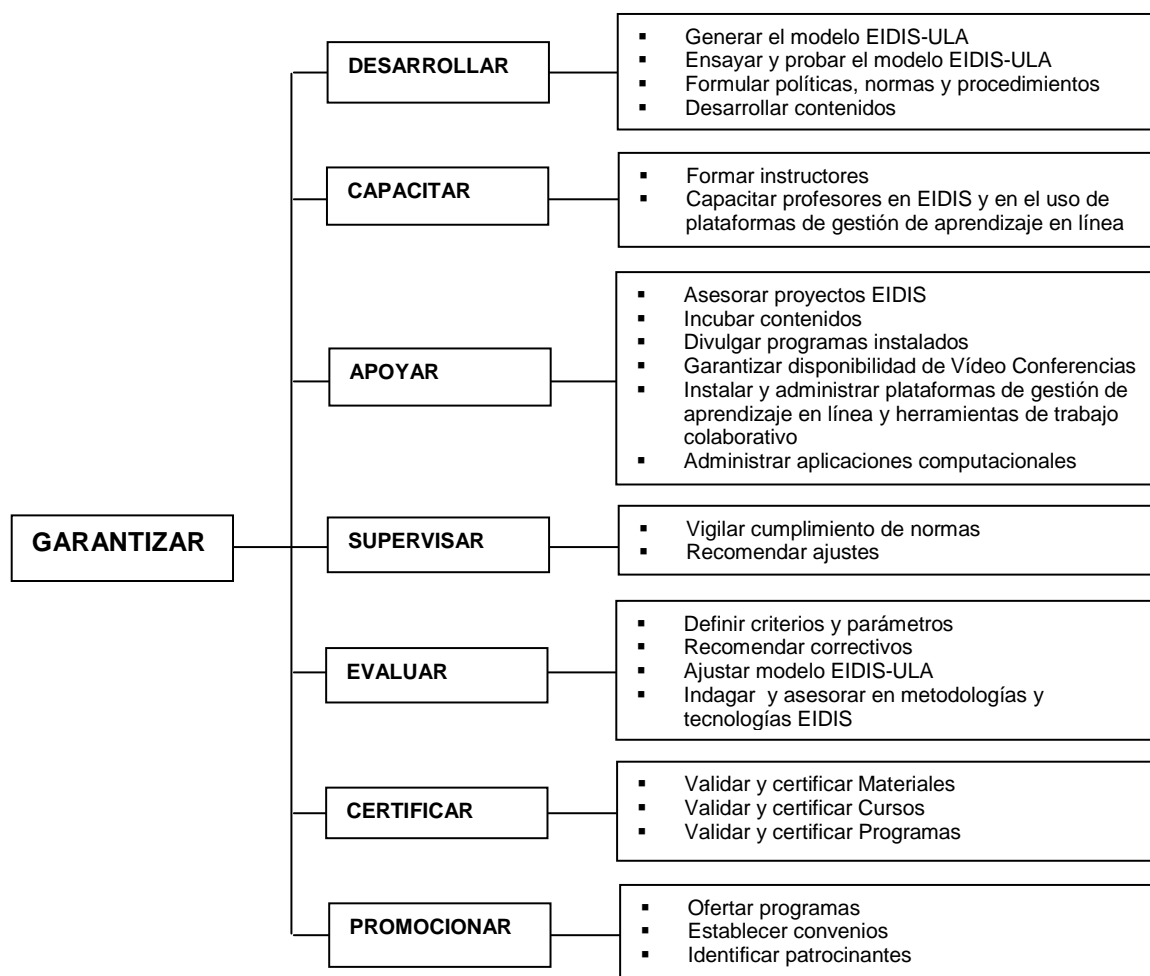 DESARROLLAR
▪ Generar el modelo EIDIS-ULA
▪ Ensayar y probar el modelo EIDIS-ULA
▪ Formular políticas, normas y procedimientos
▪ Desarrollar contenidos
CAPACITAR
▪ Formar instructores
▪ Capacitar profesores en EIDIS y en el uso de
plataformas de gestión de aprendizaje en línea
APOYAR
▪ Asesorar proyectos EIDIS
▪ Incubar contenidos
▪ Divulgar programas instalados
▪ Garantizar disponibilidad de Vídeo Conferencias
▪ Instalar y administrar plataformas de gestión de
aprendizaje en línea y herramientas de trabajo
colaborativo
▪ Administrar aplicaciones computacionales
GARANTIZAR
SUPERVISAR
▪ Vigilar cumplimiento de normas
▪ Recomendar ajustes
EVALUAR
▪ Definir criterios y parámetros
▪ Recomendar correctivos
▪ Ajustar modelo EIDIS-ULA
▪ Indagar y asesorar en metodologías y
tecnologías EIDIS
CERTIFICAR
▪ Validar y certificar Materiales
▪ Validar y certificar Cursos
▪ Validar y certificar Programas
PROMOCIONAR
▪ Ofertar programas
▪ Establecer convenios
▪ Identificar patrocinantes